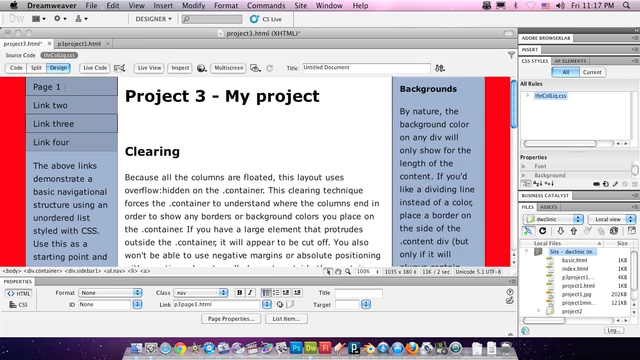 Dreamweaver File Edit View Insert Modify Format Commands Site Window Help Fri 11:17 PM
Dw DESIGNER CS Live
project3.html (XHTML)*
project3.html* p3project1.html
Source Code thrColLiq.css
Code Split Design Live Code Live View Inspect Multiscreen Title: Untitled Document
Page 1
Link two
Link three
Link four
The above links
demonstrate a
basic navigational
structure using an
unordered list
styled with CSS.
Use this as a
starting point and
Project 3 - My project
Clearing
Because all the columns are floated, this layout uses
overflow:hidden on the .container. This clearing technique
forces the .container to understand where the columns end in
order to show any borders or background colors you place on
the .container. If you have a large element that protrudes
outside the .container, it will appear to be cut off. You also
won't be able to use negative margins or absolute positioning
Backgrounds
By nature, the
background color
on any div will
only show for the
length of the
content. If you'd
like a dividing line
instead of a color,
place a border on
the side of the
.content div (but
only if it will
<body> <div.container> <div.sidebar1> <ul.nav> <li> <a> 100% 1035 x 380 11K / 2 sec Unicode 5.1 UTF-8
PROPERTIES
HTML Format None Class nav B I Title
CSS ID None Link p3page1.html Target
Page Properties... List Item...
ADOBE BROWSERLAB
INSERT
CSS STYLES AP ELEMENTS
All Current
All Rules
thrColLiq.css
Properties
Font
Background
BUSINESS CATALYST
FILES ASSETS
dwclinic Local view
Local Files Size
Site - dwclinic
basic.html 1KB
index.html 1KB
p3project1... 4KB
project1.html 1KB
project1.jpg 202KB
project1min... 121KB
project2
Log...